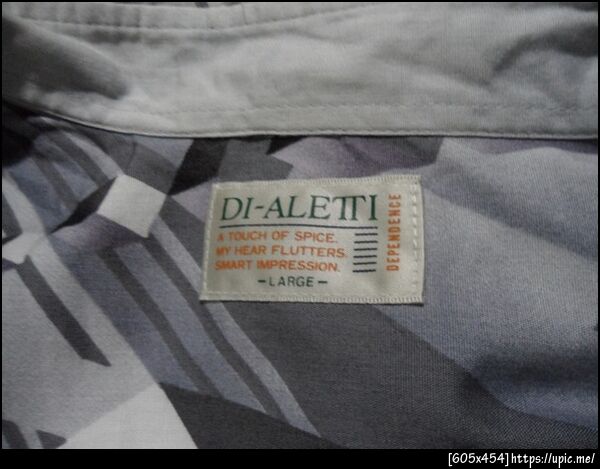 DI-ALETTI
A TOUCH OF SPICE.
MY HEAR FLUTTERS.
SMART IMPRESSION.
-LARGE-
DEPENDENCE
[605x454]https://upic.me/